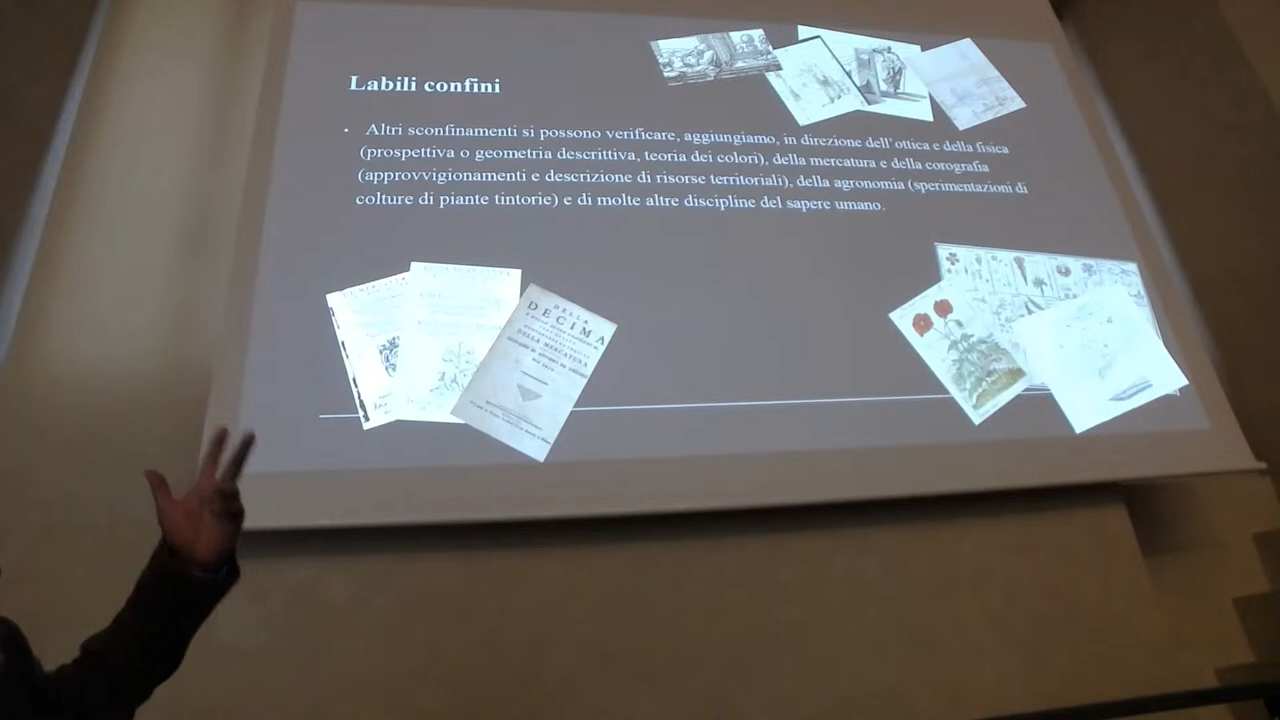 Labili confini
• Altri sconfinamenti si possono verificare, aggiungiamo, in direzione dell'ottica e della fisica
(prospettiva o geometria descrittiva, teoria dei colori), della mercatura e della corografia
(approvvigionamenti e descrizione di risorse territoriali), della agronomia (sperimentazioni di
colture di piante tintorie) e di molte altre discipline del sapere umano.
DELLA
DECIMA
DELLA MERCATURA